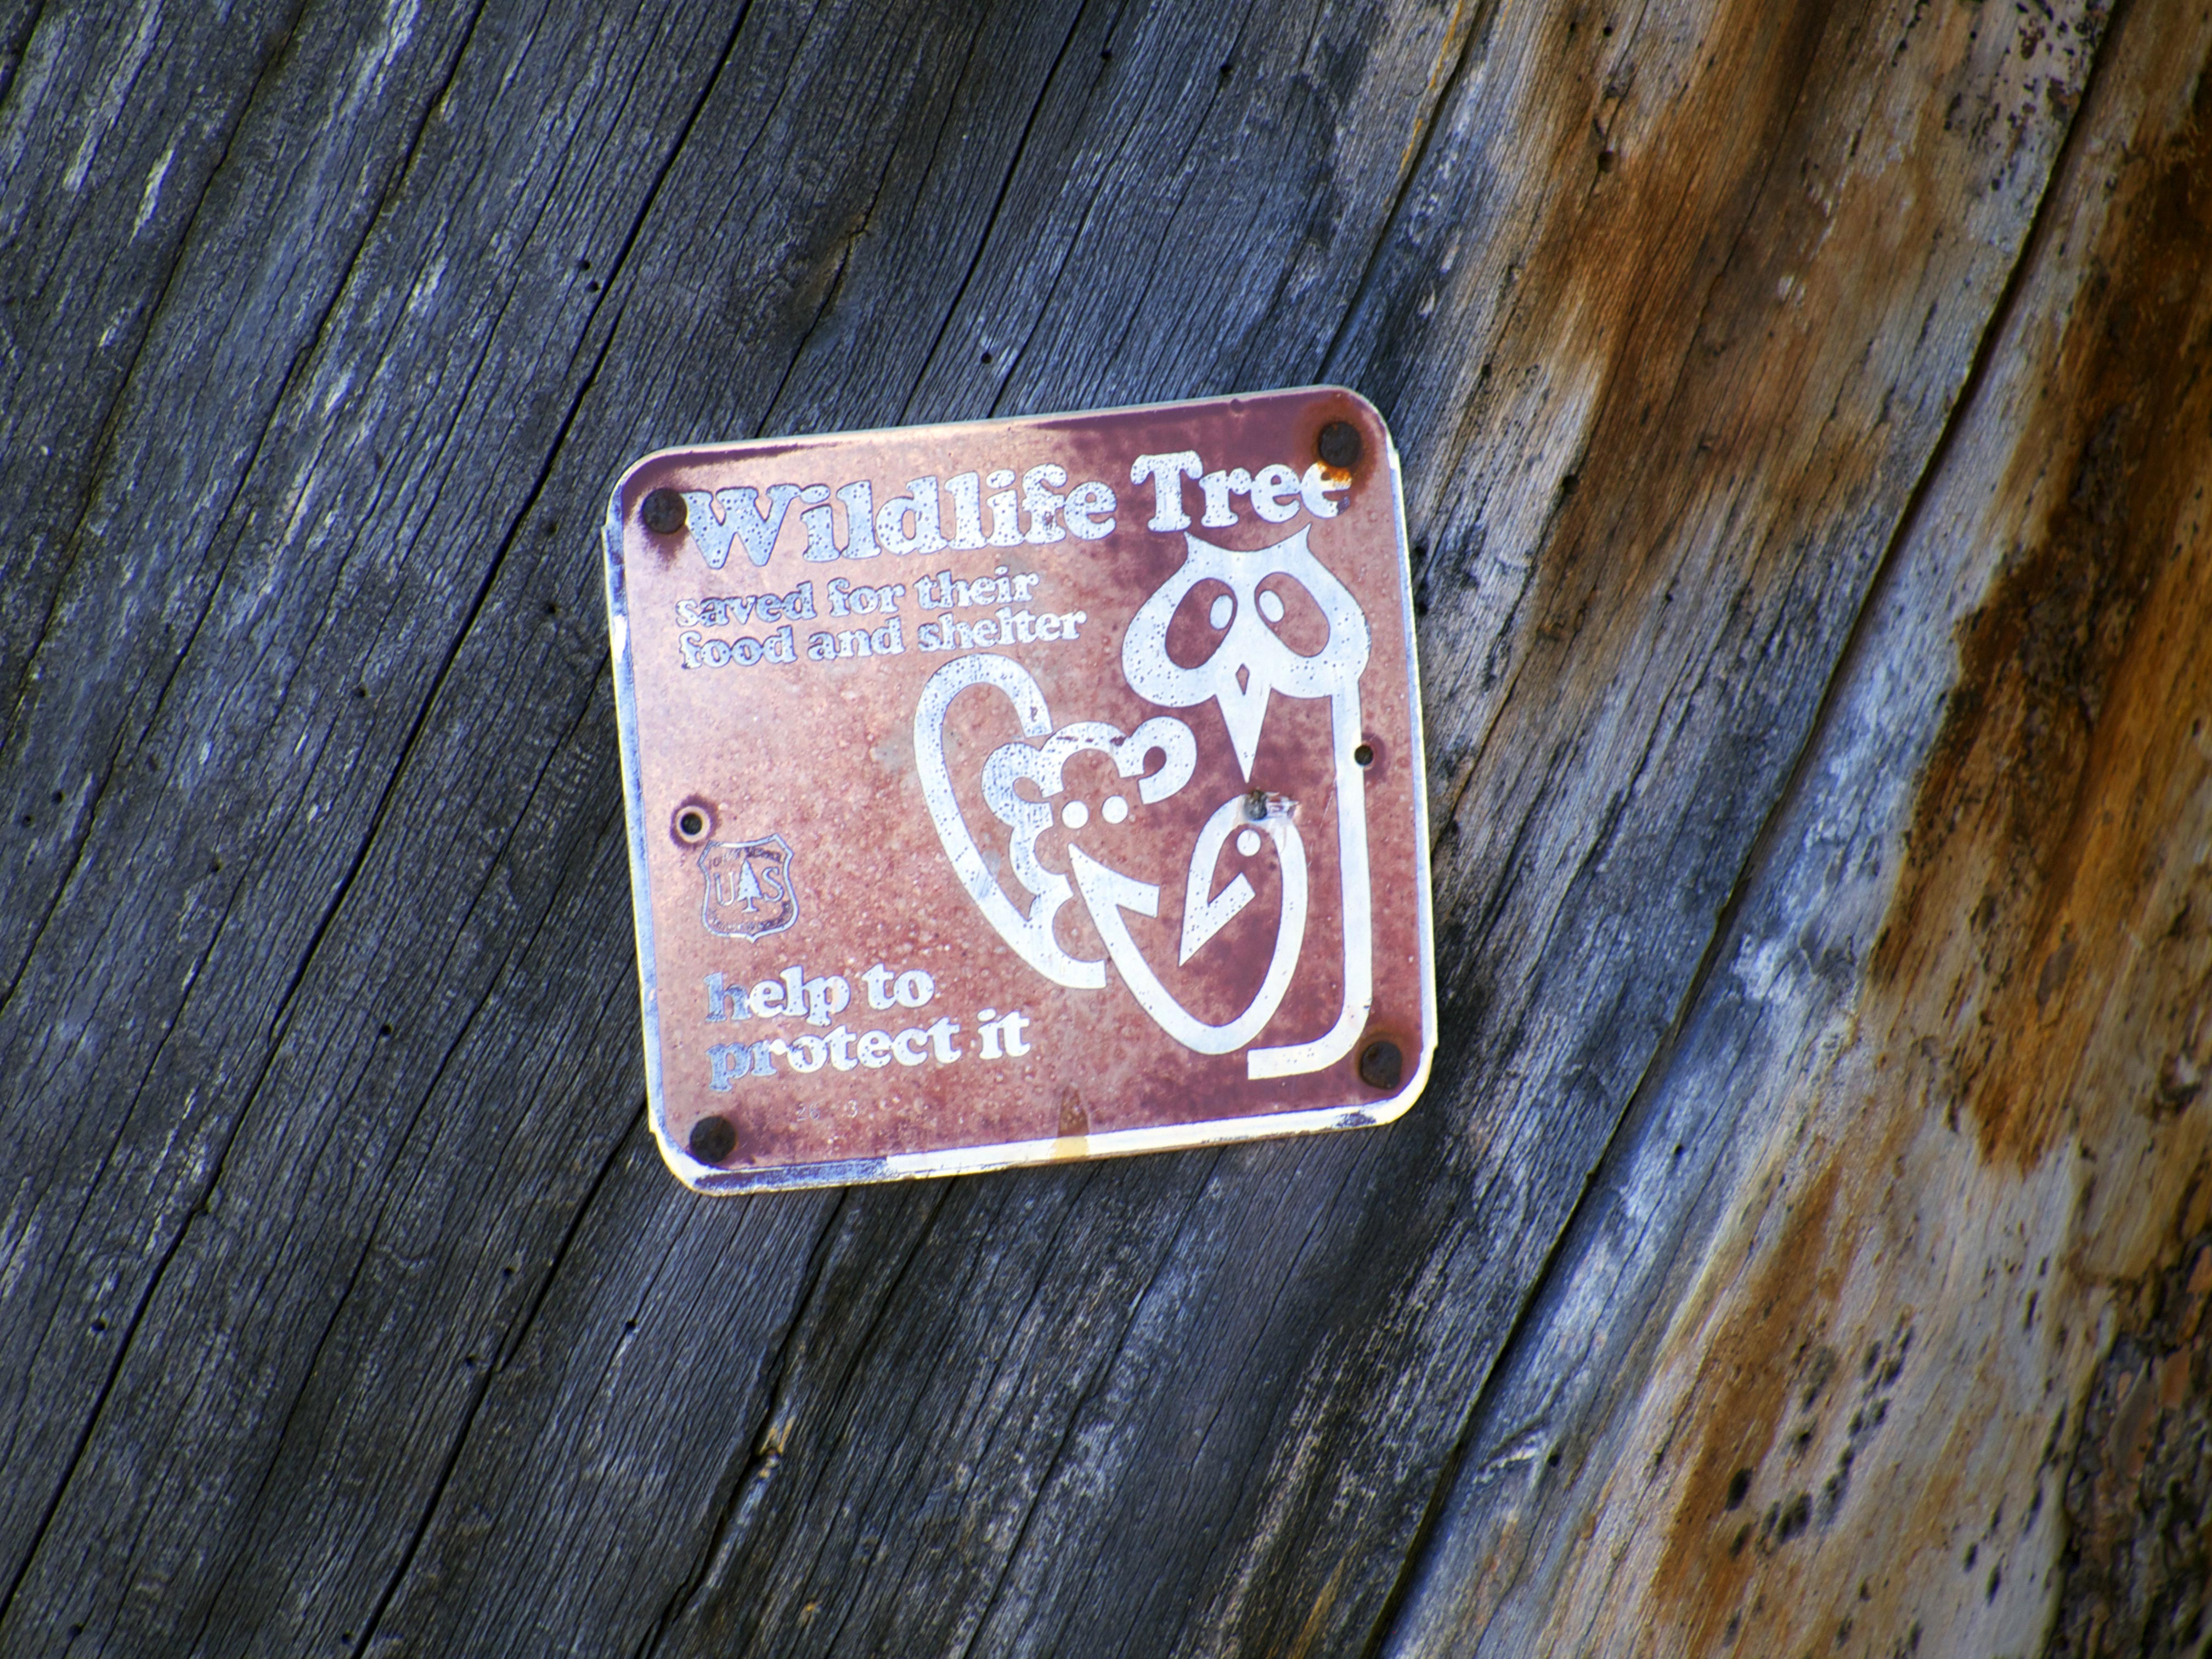 Wildlife Tree
saved for their
food and shelter
U S
help to
protect it